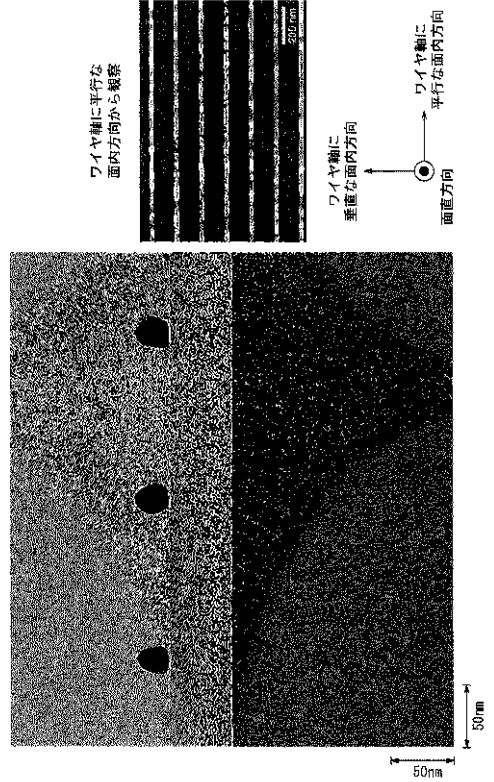 ワイヤ軸に平行な
面内方向から観察
200 nm
ワイヤ軸に
垂直な面内方向
ワイヤ軸に
平行な面内方向
面直方向
50nm
50nm